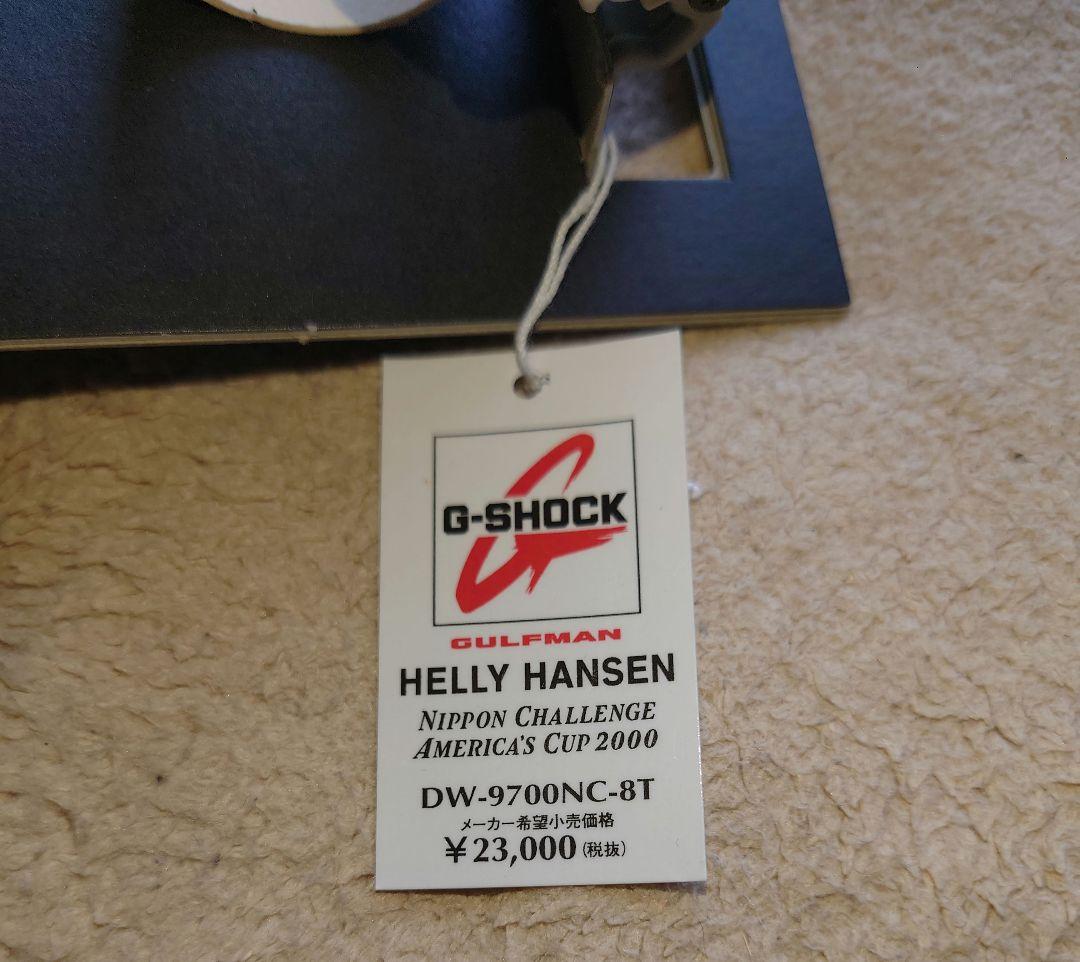 G-SHOCK
GULFMAN
HELLY HANSEN
NIPPON CHALLENGE
AMERICA'S CUP 2000
DW-9700NC-8T
メーカー希望小売価格
¥23,000(税抜)